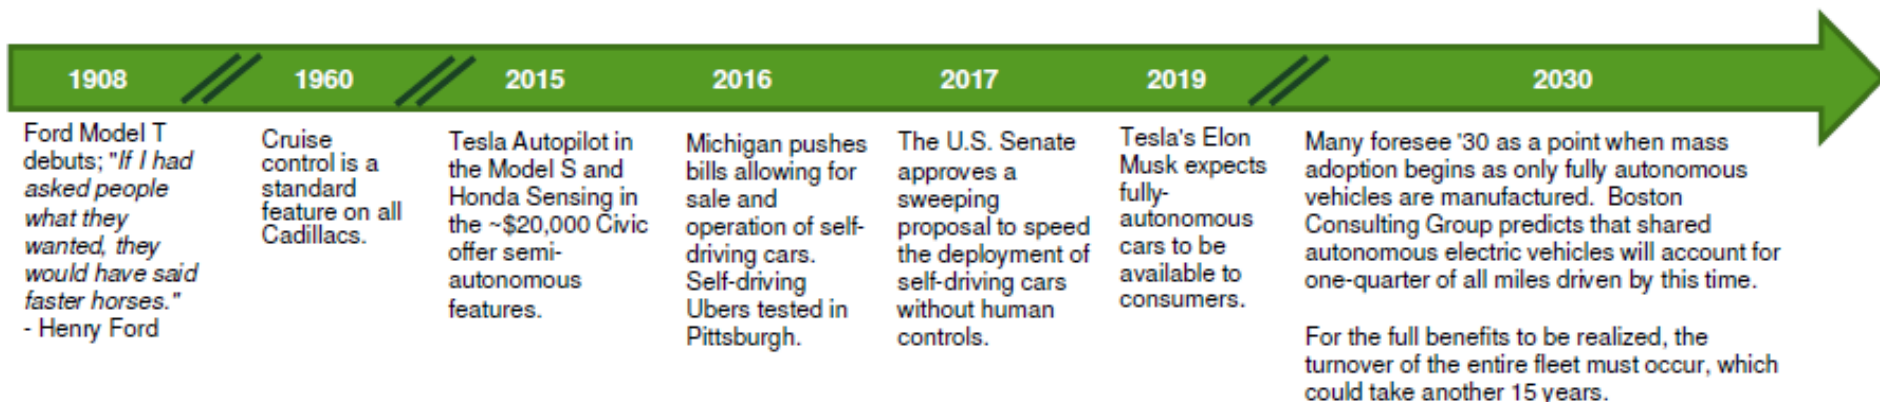 1908
1960
2015
2016
2017
2019
2030
Ford Model T
debuts; "If I had
asked people
what they
wanted, they
would have said
faster horses."
- Henry Ford
Cruise
control is a
standard
feature on all
Cadillacs.
Tesla Autopilot in
the Model S and
Honda Sensing in
the ~$20,000 Civic
offer semi-
autonomous
features.
Michigan pushes
bills allowing for
sale and
operation of self-
driving cars.
Self-driving
Ubers tested in
Pittsburgh.
The U.S. Senate
approves a
sweeping
proposal to speed
the deployment of
self-driving cars
without human
controls.
Tesla's Elon
Musk expects
fully-
autonomous
cars to be
available to
consumers.
Many foresee '30 as a point when mass
adoption begins as only fully autonomous
vehicles are manufactured.  Boston
Consulting Group predicts that shared
autonomous electric vehicles will account for
one-quarter of all miles driven by this time.
For the full benefits to be realized, the
turnover of the entire fleet must occur, which
could take another 15 years.